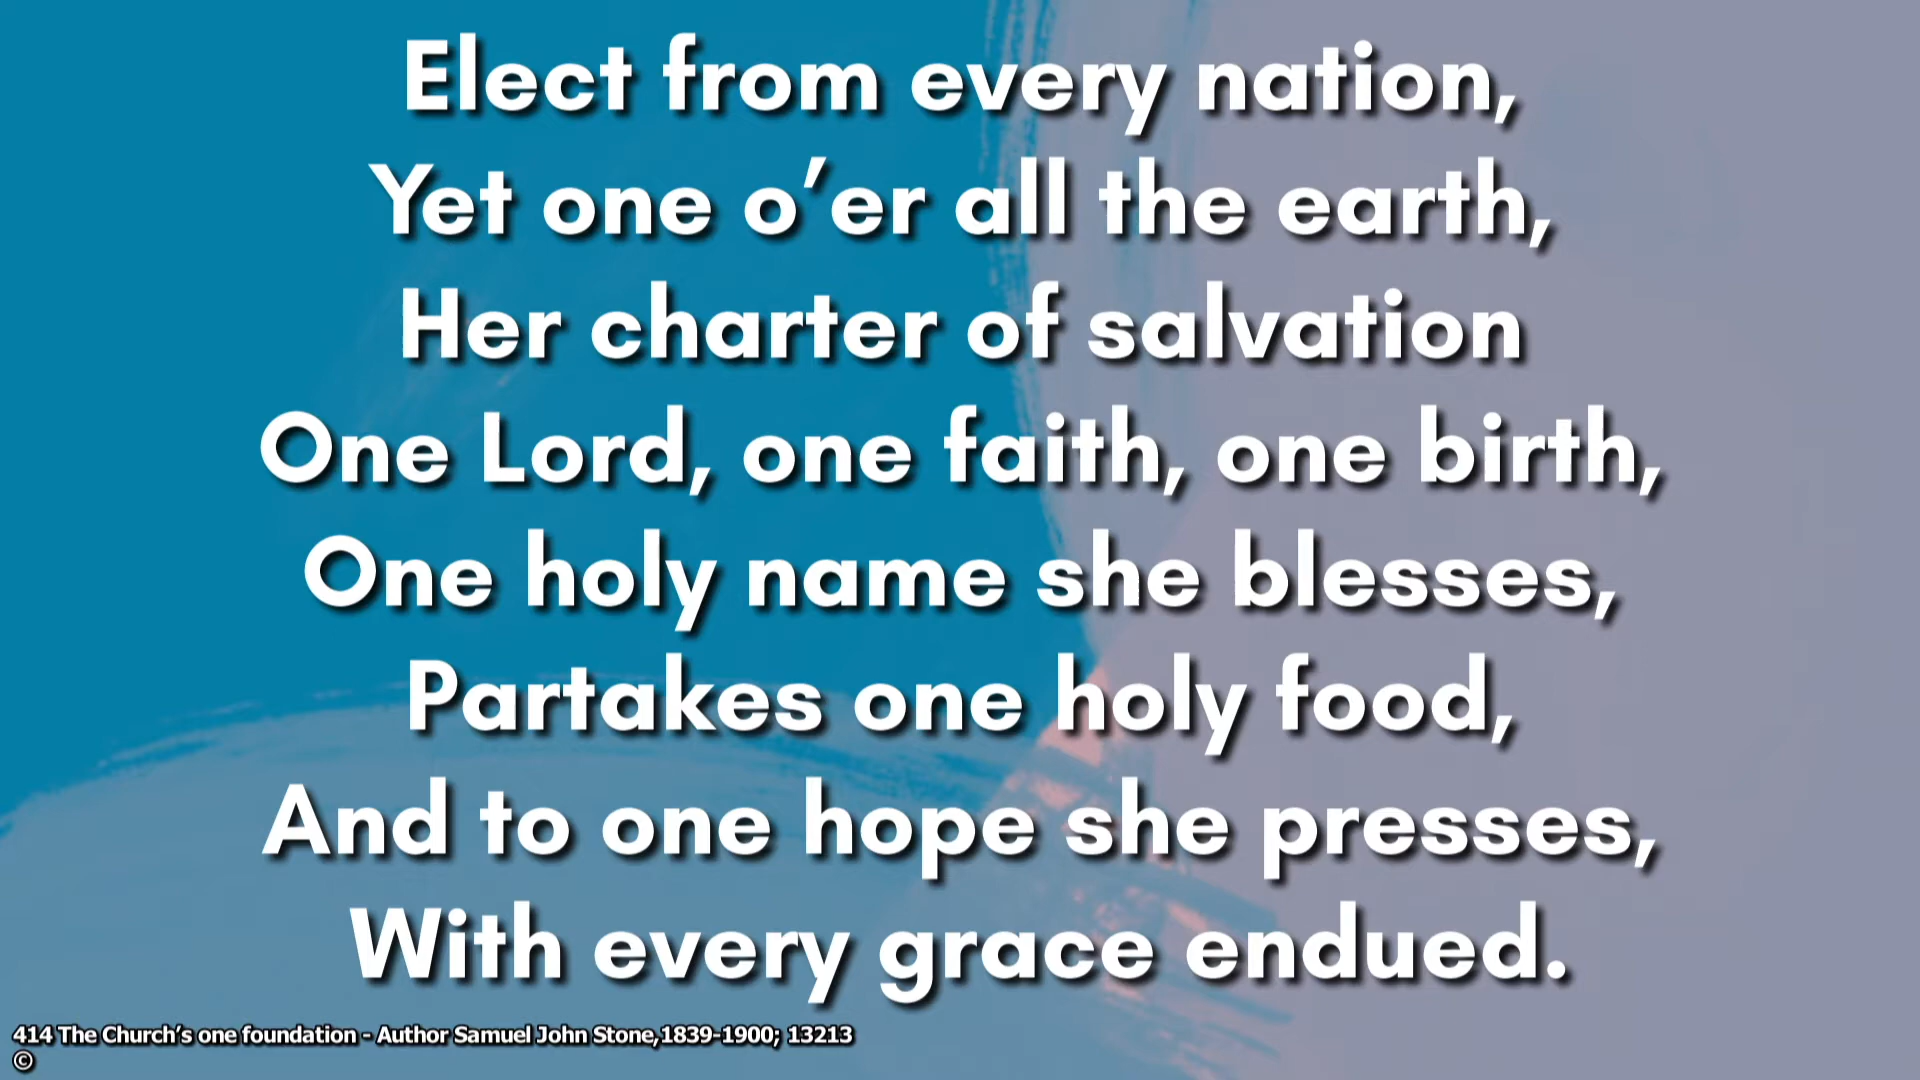 Elect from every nation,
Yet one o’er all the earth,
Her charter of salvation
One Lord, one faith, one birth,
One holy name she blesses,
Partakes one holy food,
And to one hope she presses,
With every grace endued.
414 The Church’s one foundation - Author Samuel John Stone,1839-1900; 13213
©